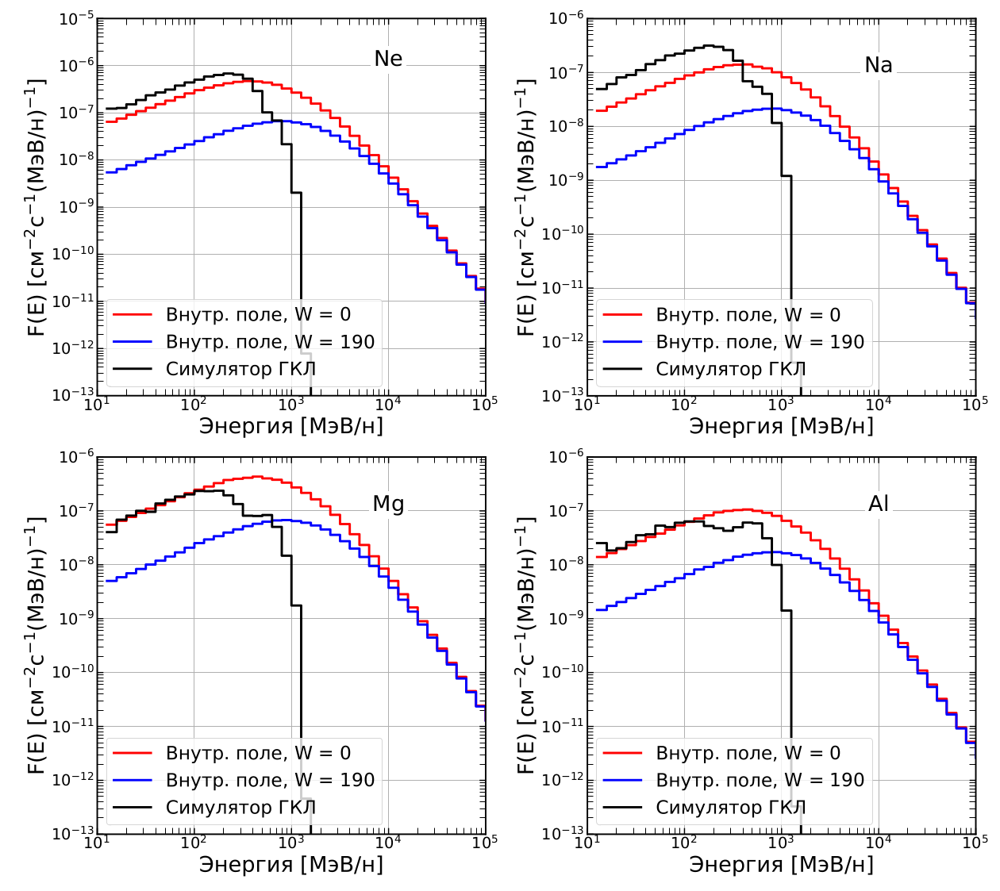 Ne
F(E) [см⁻²с⁻¹(МэВ/н)⁻¹]
10⁻⁵
10⁻⁶
10⁻⁷
10⁻⁸
10⁻⁹
10⁻¹⁰
10⁻¹¹
10⁻¹²
10⁻¹³
Внутр. поле, W = 0
Внутр. поле, W = 190
Симулятор ГКЛ
10¹ 10² 10³ 10⁴ 10⁵
Энергия [МэВ/н]
Na
F(E) [см⁻²с⁻¹(МэВ/н)⁻¹]
10⁻⁶
10⁻⁷
10⁻⁸
10⁻⁹
10⁻¹⁰
10⁻¹¹
10⁻¹²
10⁻¹³
Внутр. поле, W = 0
Внутр. поле, W = 190
Симулятор ГКЛ
10¹ 10² 10³ 10⁴ 10⁵
Энергия [МэВ/н]
Mg
F(E) [см⁻²с⁻¹(МэВ/н)⁻¹]
10⁻⁶
10⁻⁷
10⁻⁸
10⁻⁹
10⁻¹⁰
10⁻¹¹
10⁻¹²
10⁻¹³
Внутр. поле, W = 0
Внутр. поле, W = 190
Симулятор ГКЛ
10¹ 10² 10³ 10⁴ 10⁵
Энергия [МэВ/н]
Al
F(E) [см⁻²с⁻¹(МэВ/н)⁻¹]
10⁻⁶
10⁻⁷
10⁻⁸
10⁻⁹
10⁻¹⁰
10⁻¹¹
10⁻¹²
10⁻¹³
Внутр. поле, W = 0
Внутр. поле, W = 190
Симулятор ГКЛ
10¹ 10² 10³ 10⁴ 10⁵
Энергия [МэВ/н]